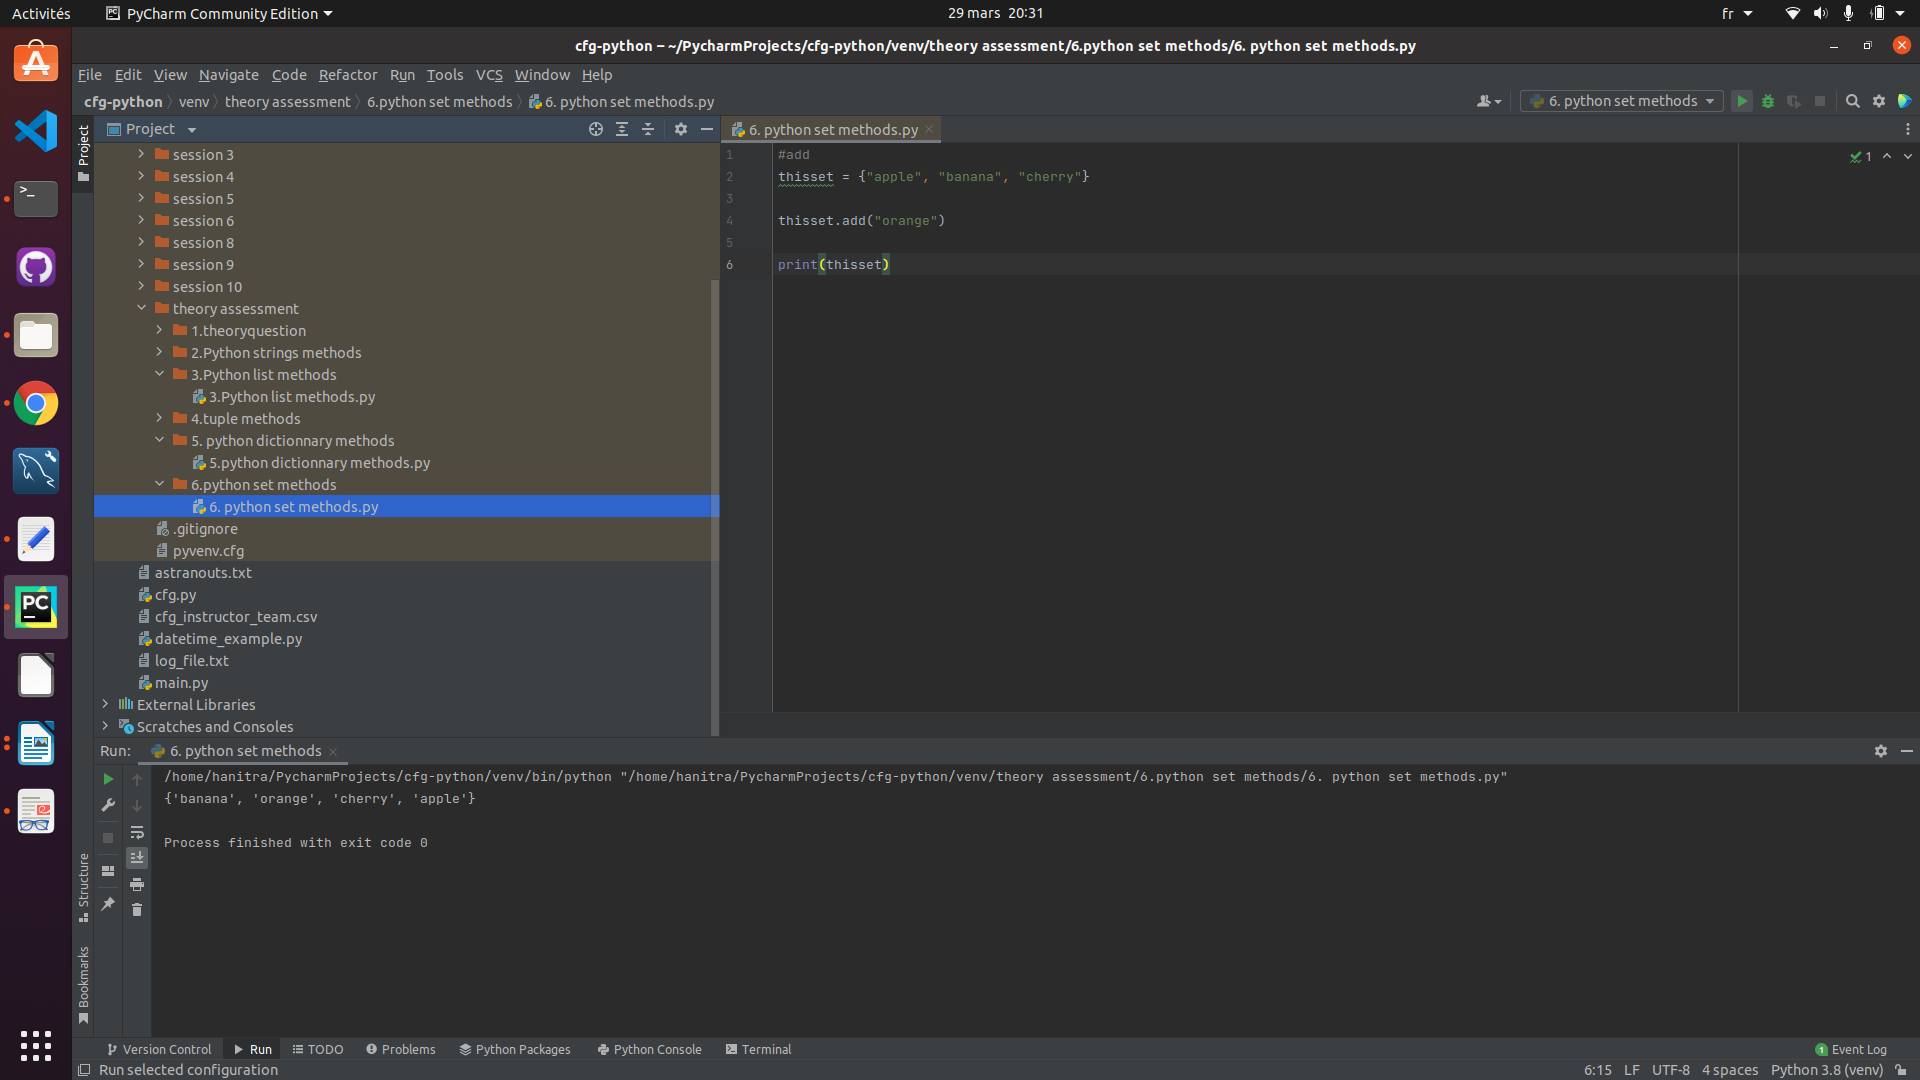 Activités
PyCharm Community Edition
29 mars 20:31
fr
cfg-python – ~/PycharmProjects/cfg-python/venv/theory assessment/6.python set methods/6. python set methods.py
File Edit View Navigate Code Refactor Run Tools VCS Window Help
cfg-python venv theory assessment 6.python set methods 6. python set methods.py
6. python set methods
Project
Project
6. python set methods.py
session 3
session 4
session 5
session 6
session 8
session 9
session 10
theory assessment
1.theoryquestion
2.Python strings methods
3.Python list methods
3.Python list methods.py
4.tuple methods
5. python dictionnary methods
5.python dictionnary methods.py
6.python set methods
6. python set methods.py
.gitignore
pyvenv.cfg
astranouts.txt
cfg.py
cfg_instructor_team.csv
datetime_example.py
log_file.txt
main.py
External Libraries
Scratches and Consoles
1 #add
2 thisset = {"apple", "banana", "cherry"}
3
4 thisset.add("orange")
5
6 print(thisset)
1
Run: 6. python set methods
/home/hanitra/PycharmProjects/cfg-python/venv/bin/python "/home/hanitra/PycharmProjects/cfg-python/venv/theory assessment/6.python set methods/6. python set methods.py"
{'banana', 'orange', 'cherry', 'apple'}
Process finished with exit code 0
Structure
Bookmarks
PC
Version Control Run TODO Problems Python Packages Python Console Terminal
1 Event Log
Run selected configuration
6:15 LF UTF-8 4 spaces Python 3.8 (venv)